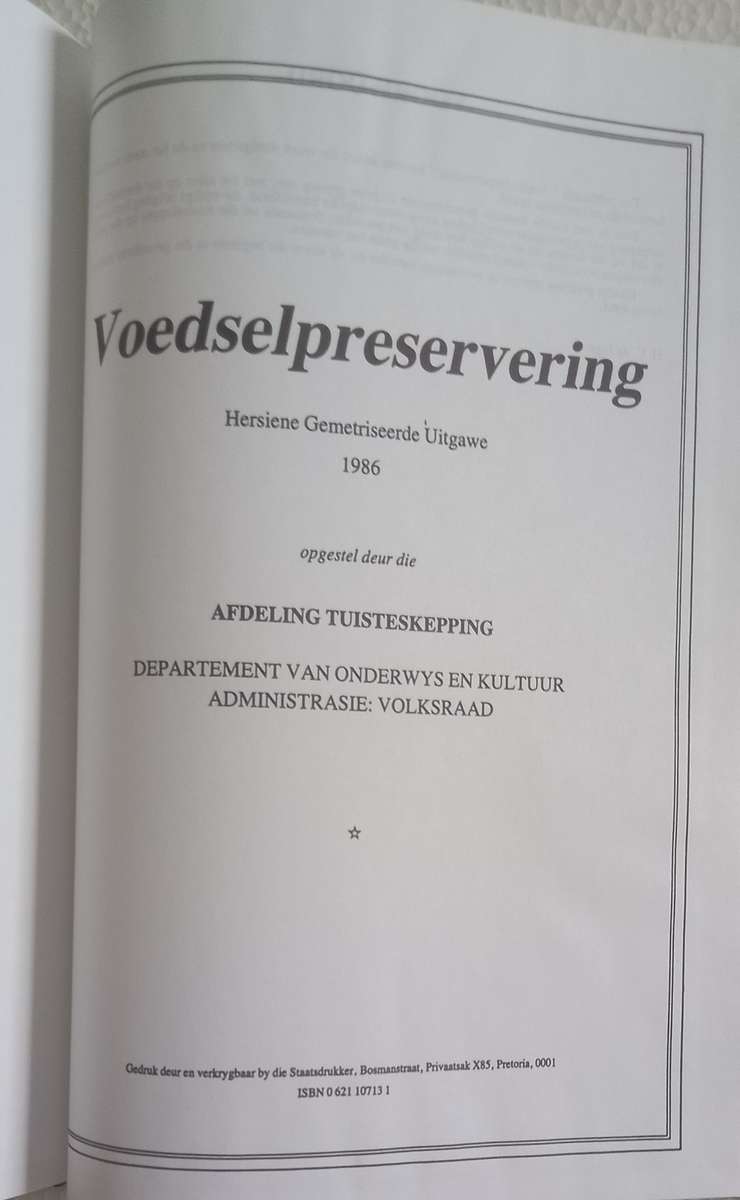 Voedselpreservering
Hersiene Gemetriseerde Uitgawe
1986
opgestel deur die
AFDELING TUISTESKEPPING
DEPARTEMENT VAN ONDERWYS EN KULTUUR
ADMINISTRASIE: VOLKSRAAD
☆
Gedruk deur en verkrygbaar by die Staatsdrukker, Bosmanstraat, Privaatsak X85, Pretoria, 0001
ISBN 0 621 10713 1